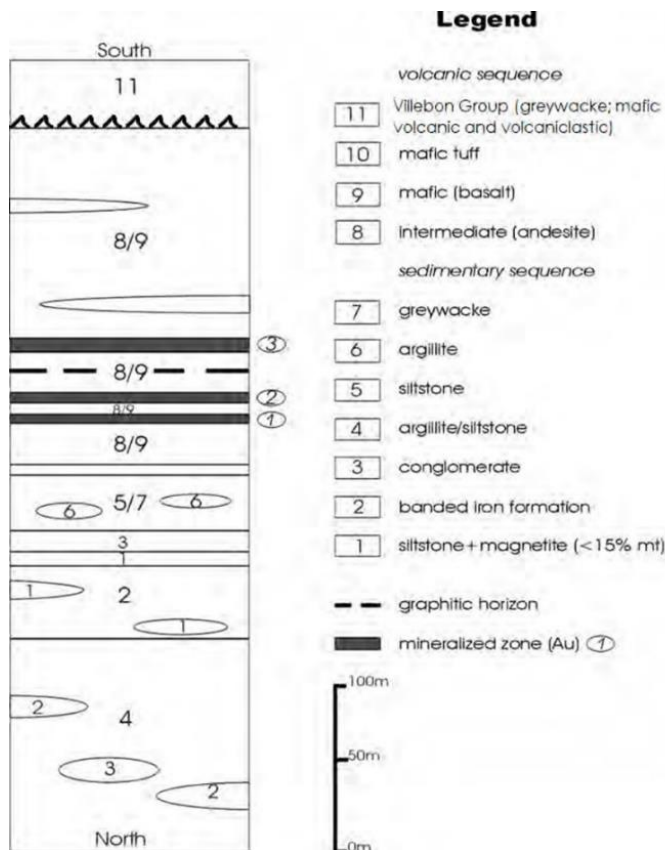 Legend
South
11
8/9
3
8/9
2
8/9
1
8/9
5/7
6
6
3
1
1
2
1
2
4
3
2
North
volcanic sequence
11 Villebon Group (greywacke; mafic
volcanic and volcaniclastic)
10 mafic tuff
9 mafic (basalt)
8 intermediate (andesite)
sedimentary sequence
7 greywacke
6 argillite
5 siltstone
4 argillite/siltstone
3 conglomerate
2 banded iron formation
1 siltstone+magnetite (<15% mt)
graphitic horizon
mineralized zone (Au) 1
100m
50m
0m